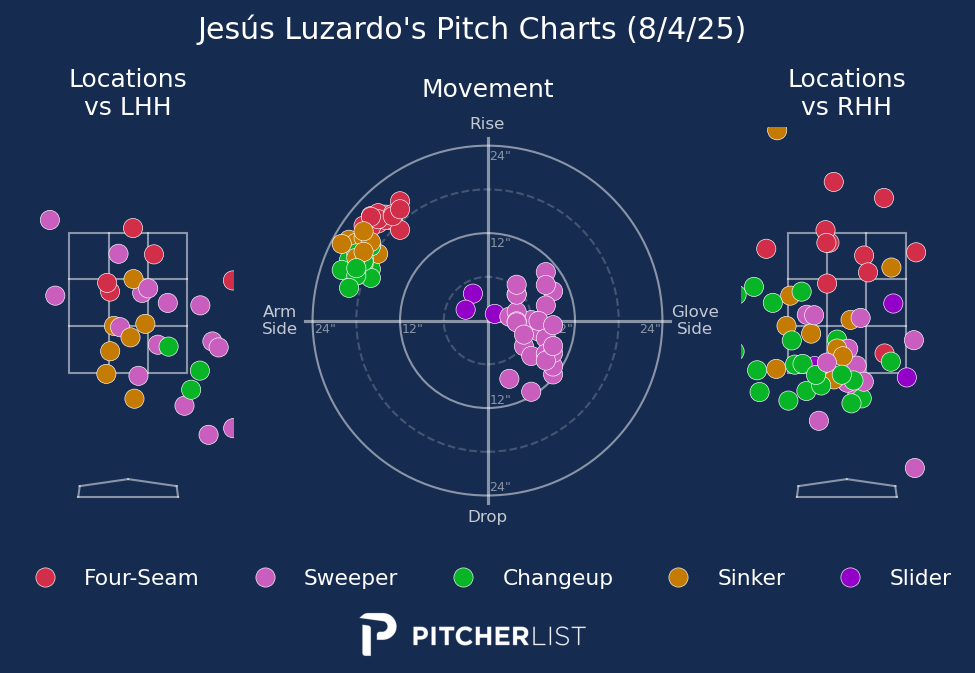 Jesús Luzardo's Pitch Charts (8/4/25)
Locations
vs LHH
Movement
Locations
vs RHH
Rise
24"
12"
Arm
Side
24"
12"
2"
24"
Glove
Side
12"
24"
Drop
Four-Seam
Sweeper
Changeup
Sinker
Slider
PITCHERLIST